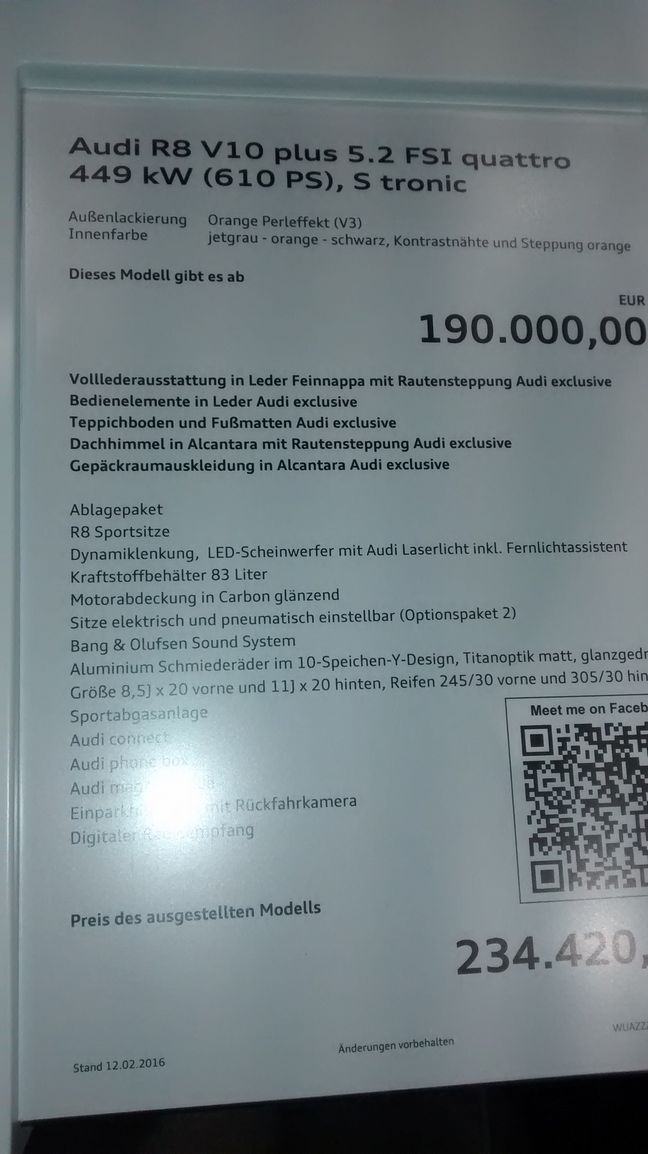 Audi R8 V10 plus 5.2 FSI quattro
449 kW (610 PS), S tronic
Außenlackierung Orange Perleffekt (V3)
Innenfarbe jetgrau - orange - schwarz, Kontrastnähte und Steppung orange
Dieses Modell gibt es ab
EUR
190.000,00
Volllederausstattung in Leder Feinnappa mit Rautensteppung Audi exclusive
Bedienelemente in Leder Audi exclusive
Teppichboden und Fußmatten Audi exclusive
Dachhimmel in Alcantara mit Rautensteppung Audi exclusive
Gepäckraumauskleidung in Alcantara Audi exclusive
Ablagepaket
R8 Sportsitze
Dynamiklenkung, LED-Scheinwerfer mit Audi Laserlicht inkl. Fernlichtassistent
Kraftstoffbehälter 83 Liter
Motorabdeckung in Carbon glänzend
Sitze elektrisch und pneumatisch einstellbar (Optionspaket 2)
Bang & Olufsen Sound System
Aluminium Schmiederäder im 10-Speichen-Y-Design, Titanoptik matt, glanzgedr
Größe 8,5J x 20 vorne und 11J x 20 hinten, Reifen 245/30 vorne und 305/30 hin
Sportabgasanlage
Meet me on Faceb
Audi connect
Audi phone box
Audi
mit Rückfahrkamera
Digitaler
Preis des ausgestellten Modells
234.420,
WUAZZZ
Änderungen vorbehalten
Stand 12.02.2016